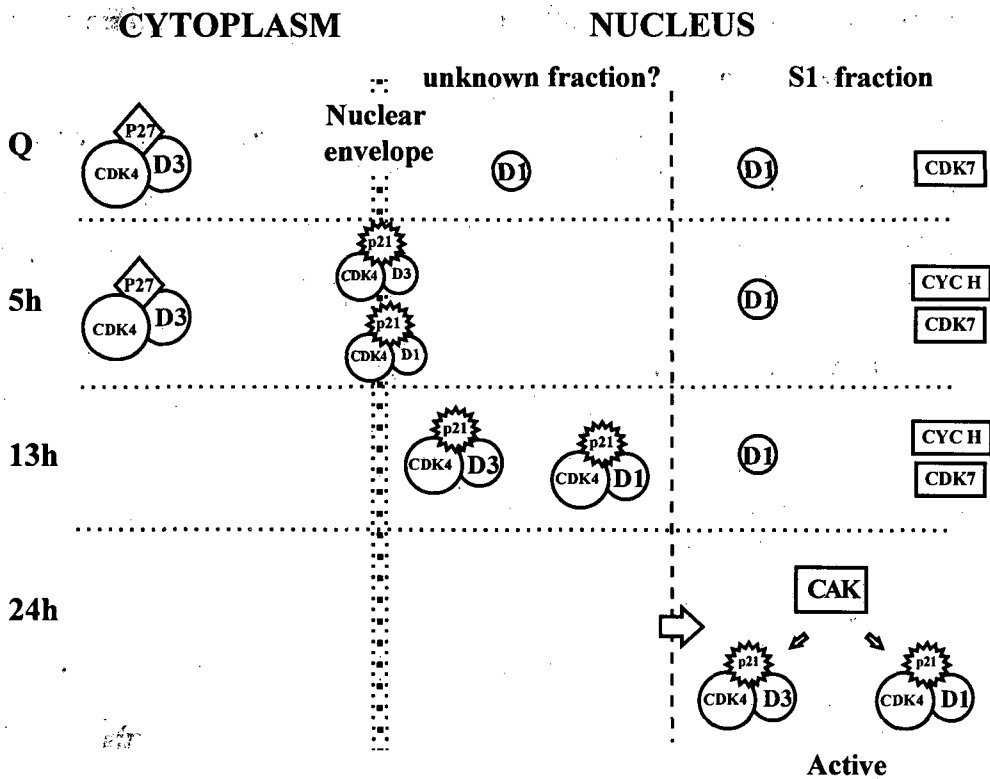 CYTOPLASM
NUCLEUS
unknown fraction?
S1 fraction
Nuclear
envelope
Q
P27
CDK4
D3
D1
D1
CDK7
5h
P27
CDK4
D3
p21
CDK4
D3
p21
CDK4
D1
D1
CYC H
CDK7
13h
p21
CDK4
D3
p21
CDK4
D1
D1
CYC H
CDK7
24h
CAK
p21
CDK4
D3
p21
CDK4
D1
Active